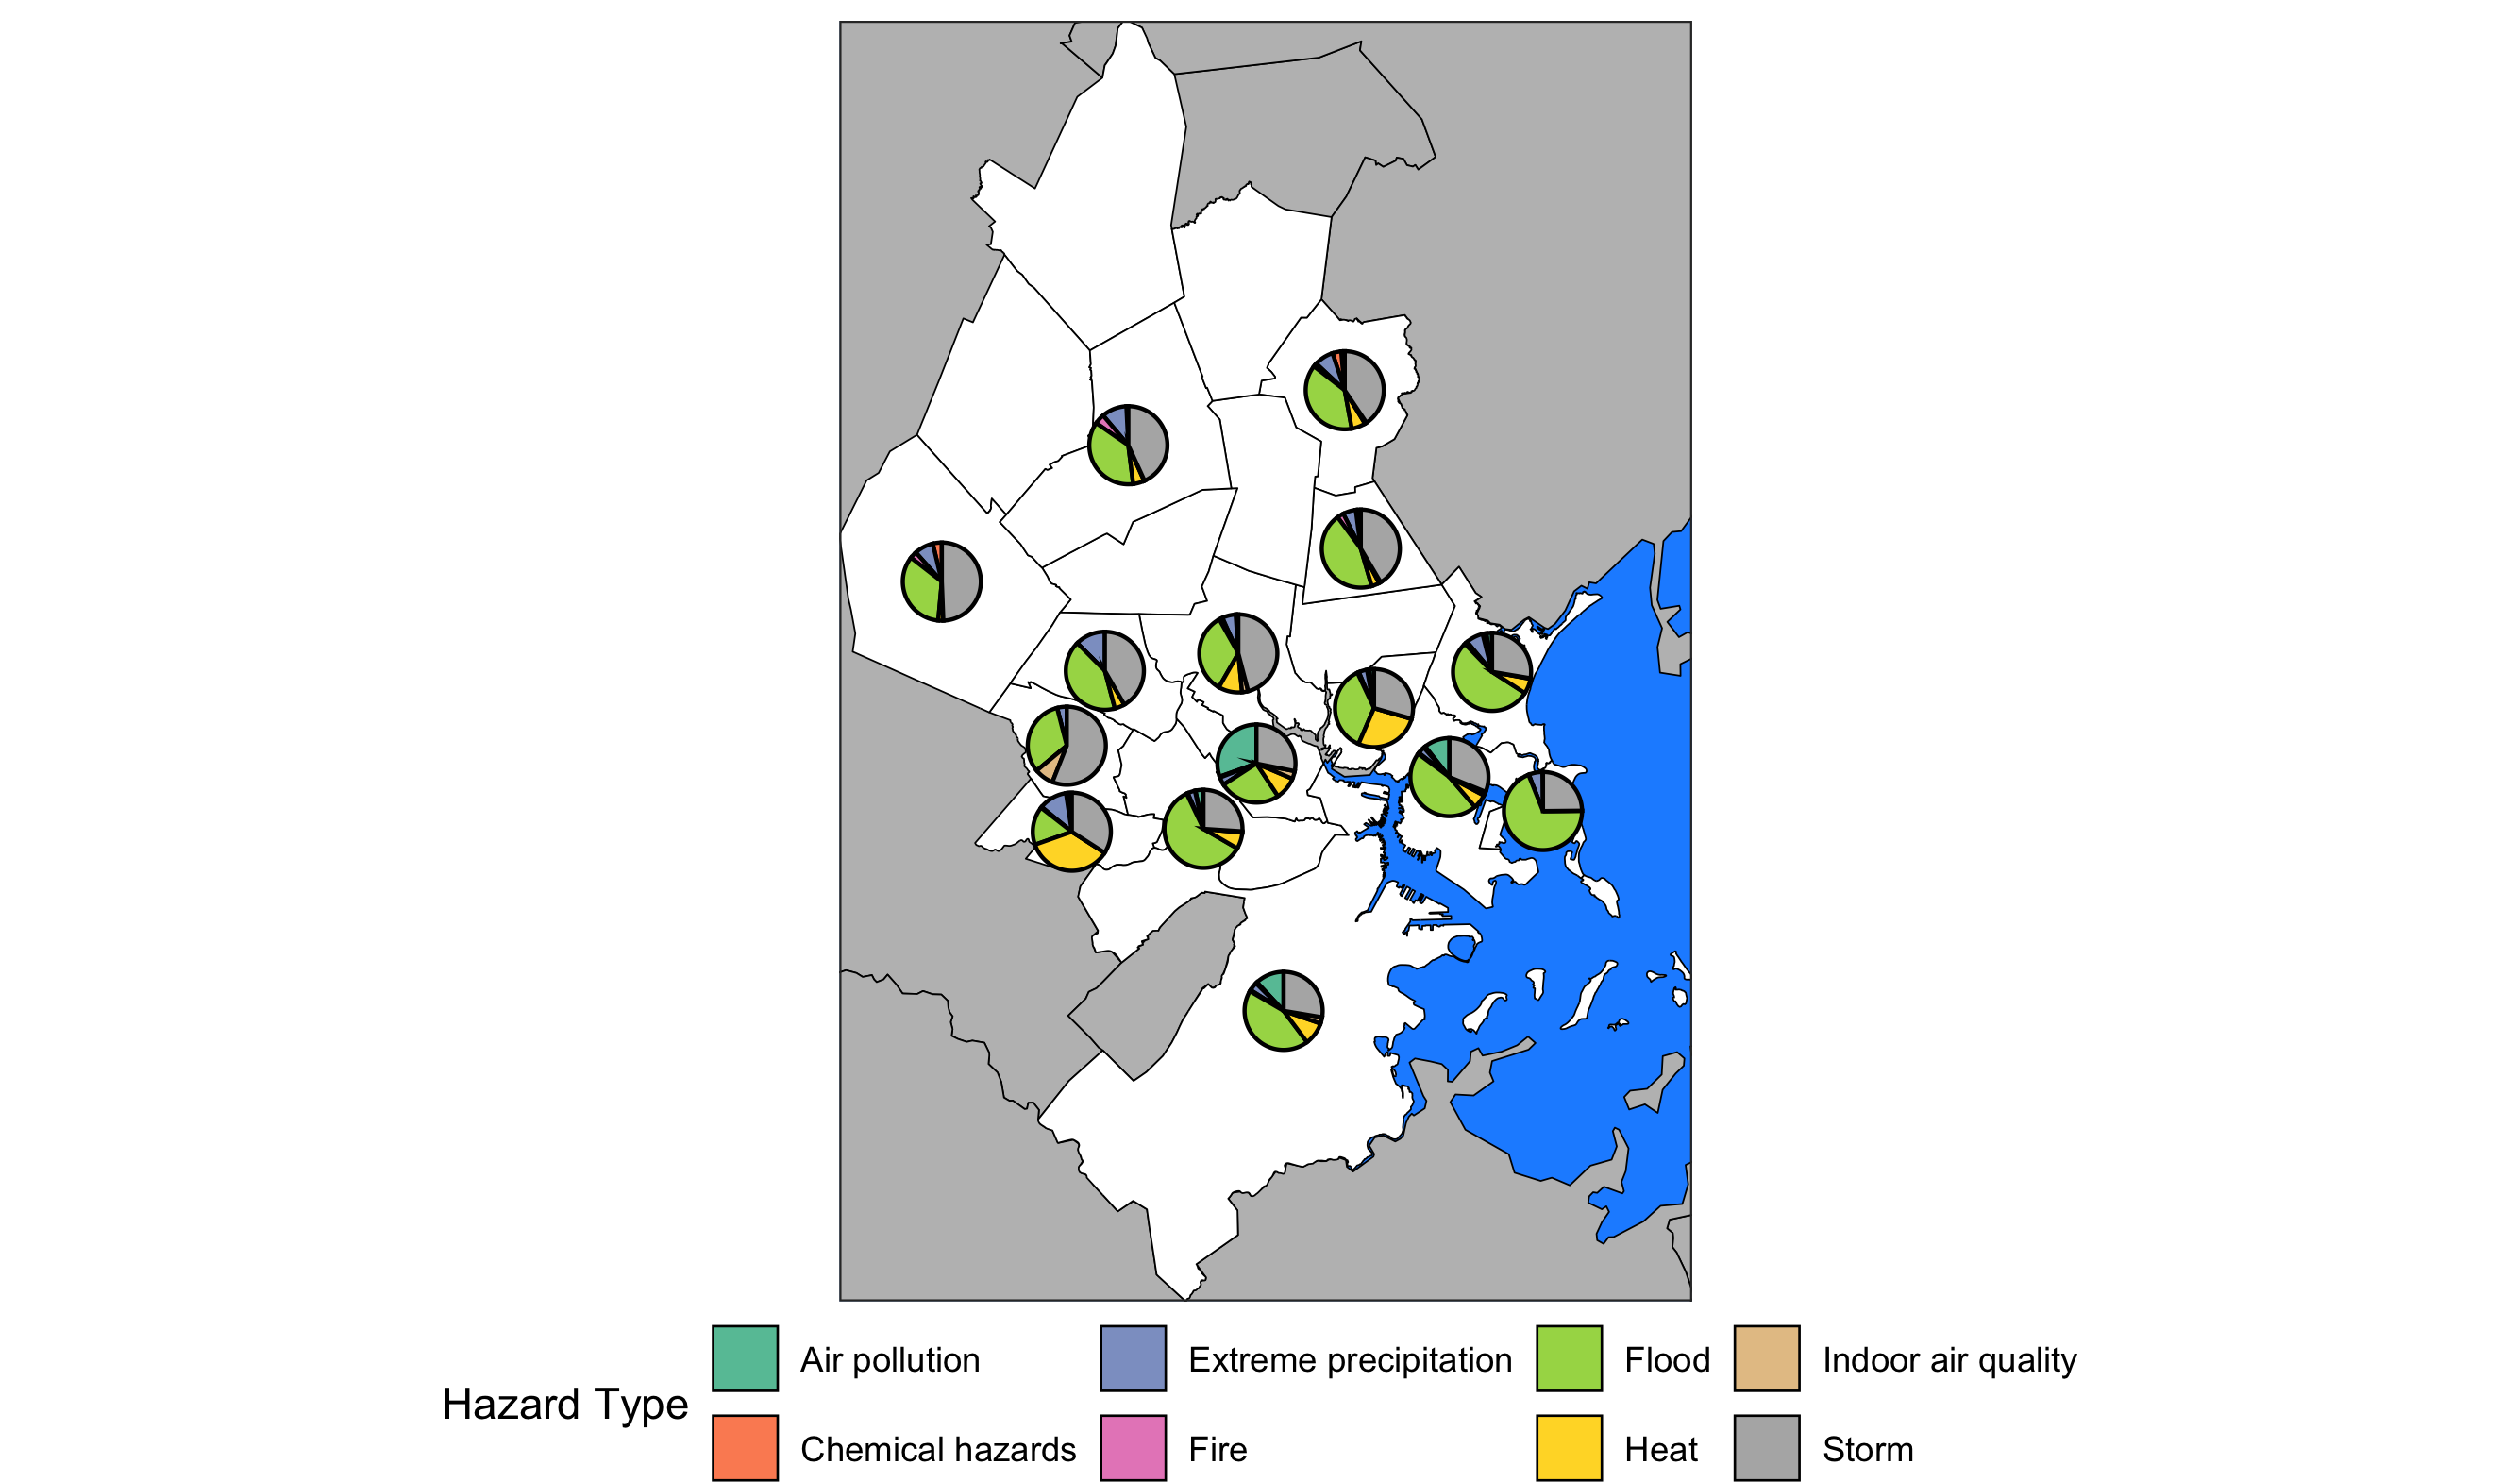 Hazard Type
Air pollution
Extreme precipitation
Flood
Indoor air quality
Chemical hazards
Fire
Heat
Storm